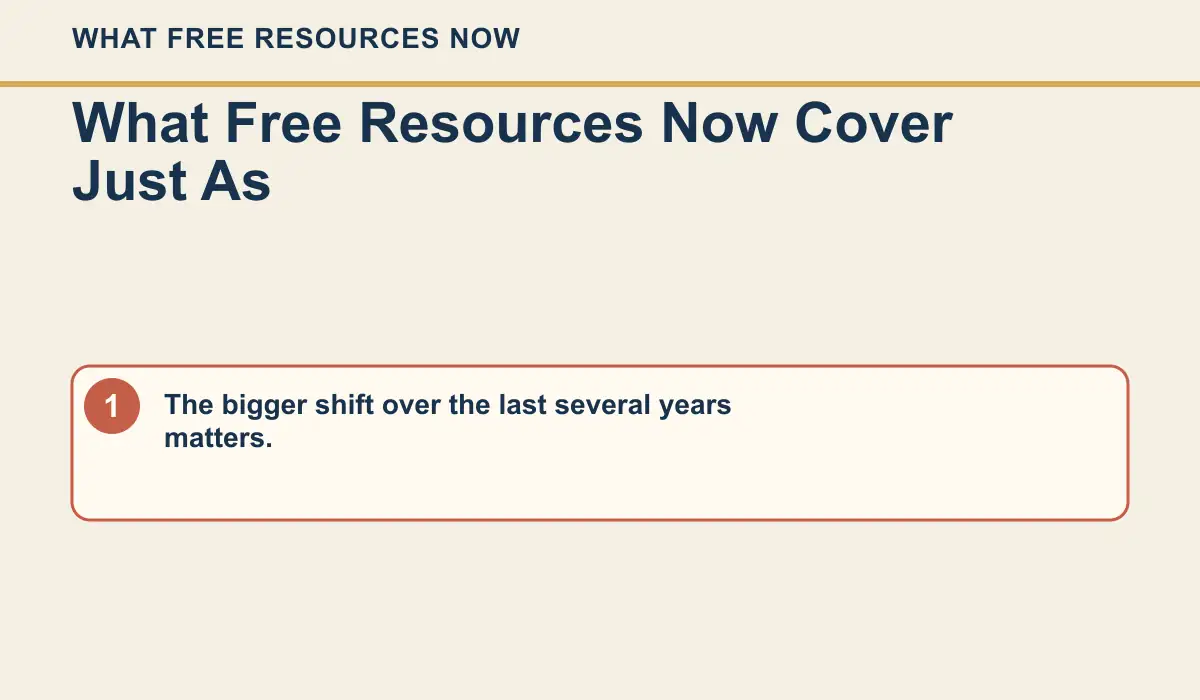 WHAT FREE RESOURCES NOW
What Free Resources Now Cover
Just As
1
The bigger shift over the last several years
matters.